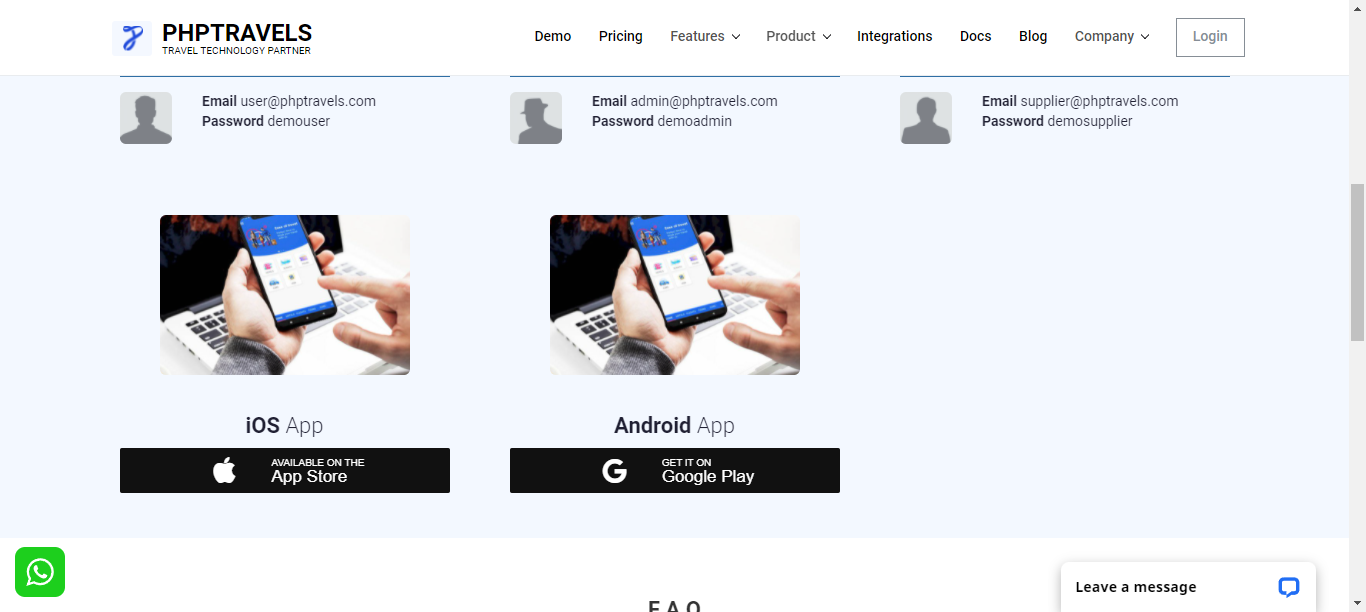 PHPTRAVELS
TRAVEL TECHNOLOGY PARTNER
Demo Pricing Features Product Integrations Docs Blog Company Login
Email user@phptravels.com
Password demouser
Email admin@phptravels.com
Password demoadmin
Email supplier@phptravels.com
Password demosupplier
iOS App
AVAILABLE ON THE
App Store
Android App
GET IT ON
Google Play
F.A.Q
Leave a message